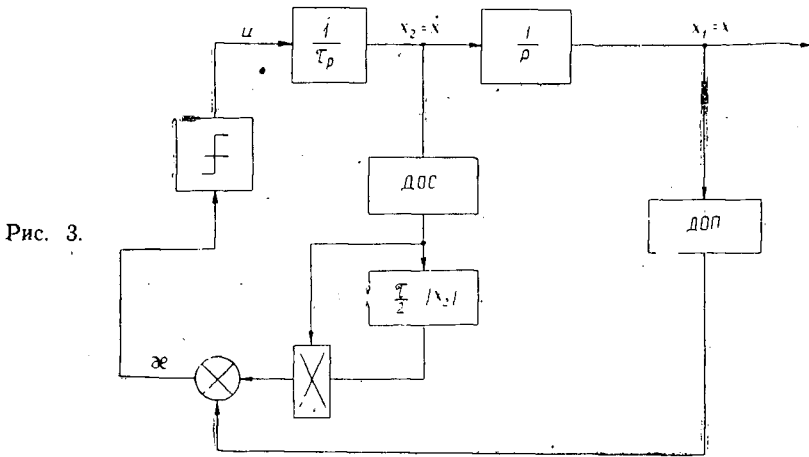 u
1
τp
x₂ = ẋ
1
p
x₁ = x
ДОС
ДОП
Рис. 3.
τ/2 |x₂|
æ